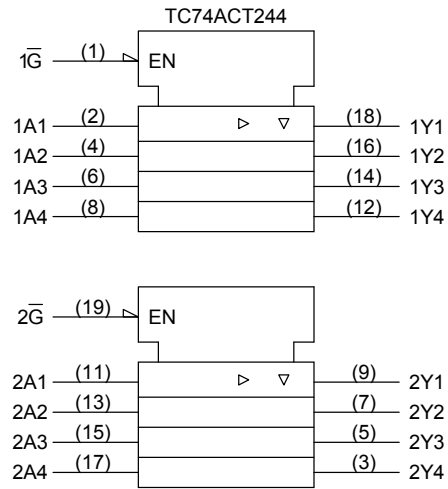 TC74ACT244
1G̅ (1) EN
1A1 (2) (18) 1Y1
1A2 (4) (16) 1Y2
1A3 (6) (14) 1Y3
1A4 (8) (12) 1Y4
2G̅ (19) EN
2A1 (11) (9) 2Y1
2A2 (13) (7) 2Y2
2A3 (15) (5) 2Y3
2A4 (17) (3) 2Y4